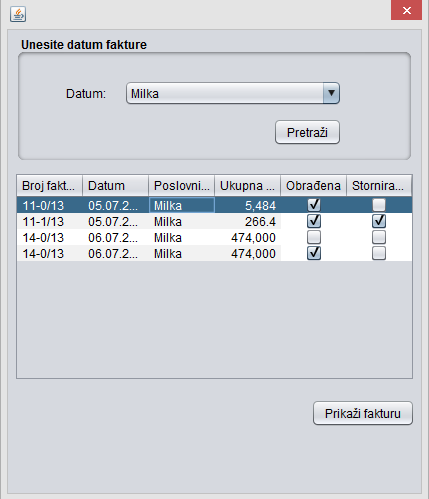 Unesite datum fakture
Datum: Milka
Pretraži
Broj fakt... Datum Poslovni... Ukupna ... Obrađena Stornira...
11-0/13 05.07.2... Milka 5,484
11-1/13 05.07.2... Milka 266.4
14-0/13 06.07.2... Milka 474,000
14-0/13 06.07.2... Milka 474,000
Prikaži fakturu